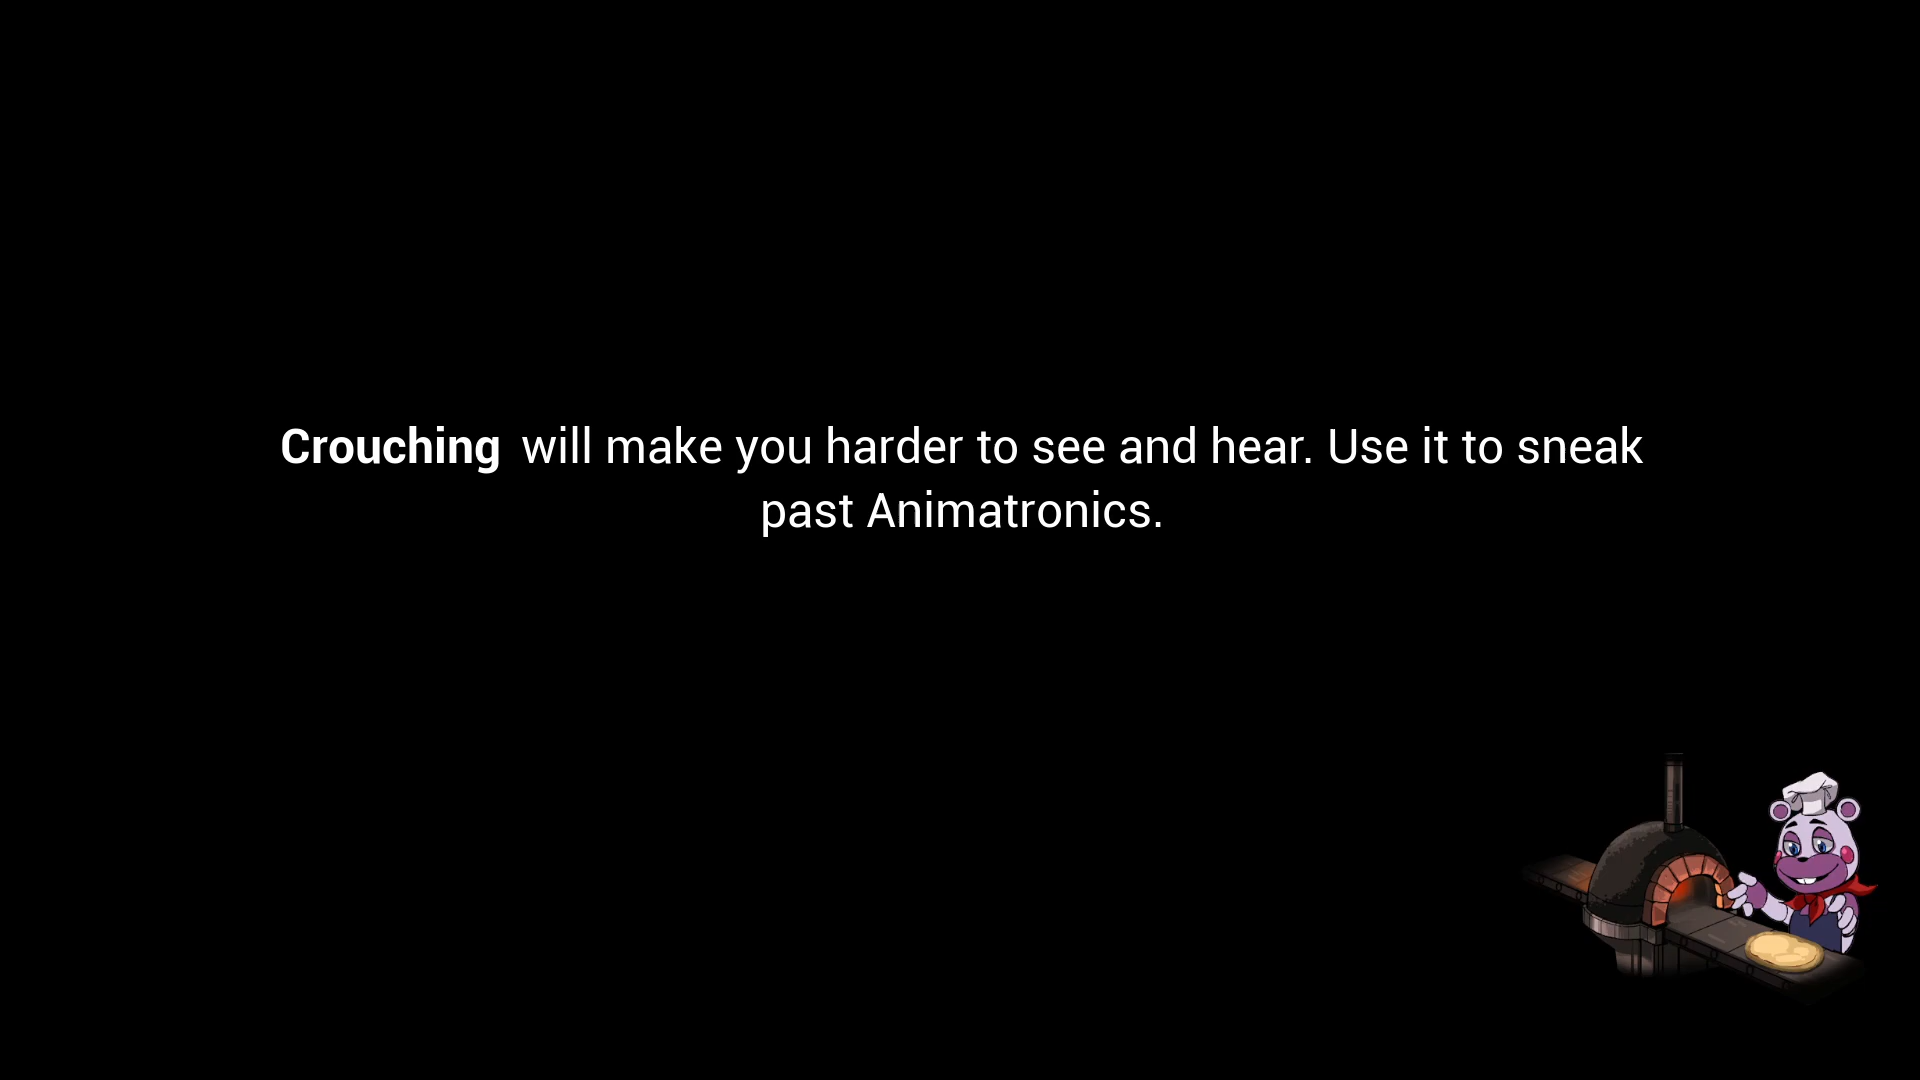 Crouching will make you harder to see and hear. Use it to sneak
past Animatronics.